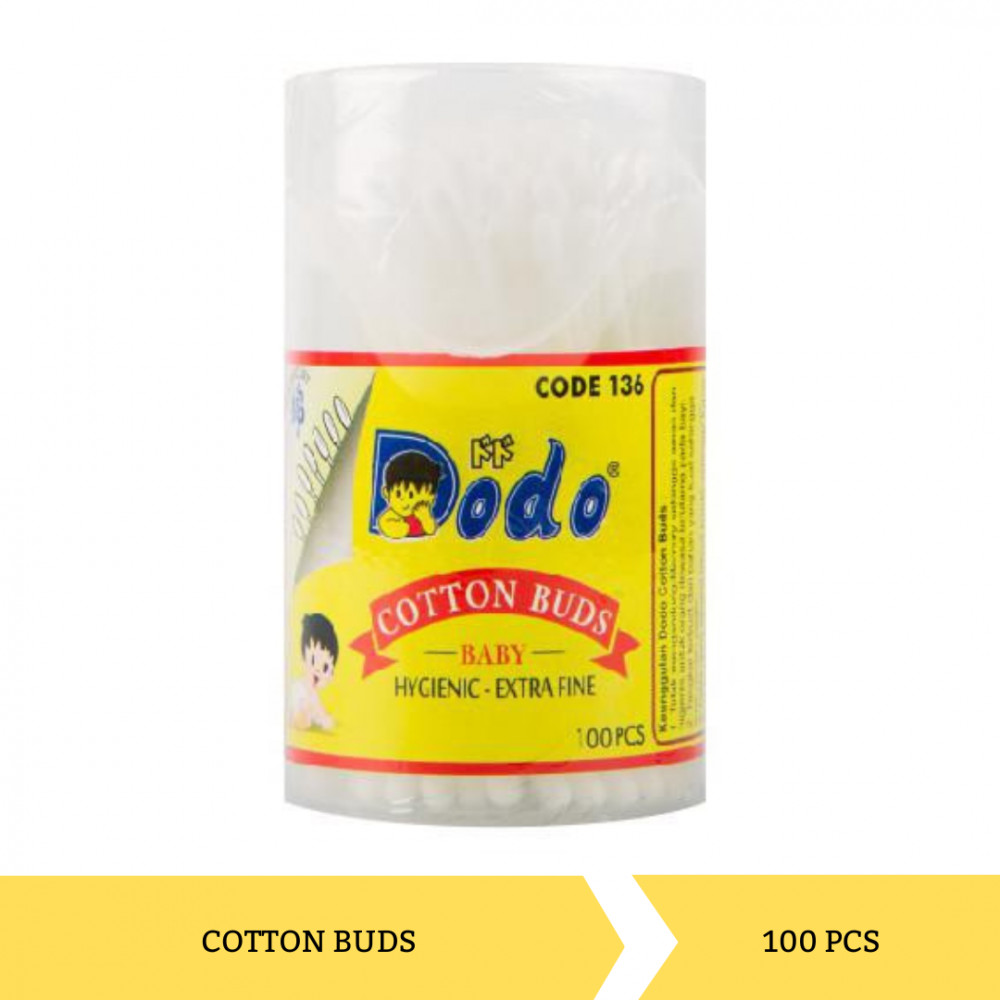 CODE 136
Dodo
COTTON BUDS
BABY
HYGIENIC - EXTRA FINE
100 PCS
Keunggulan Dodo Cotton Buds
COTTON BUDS
100 PCS